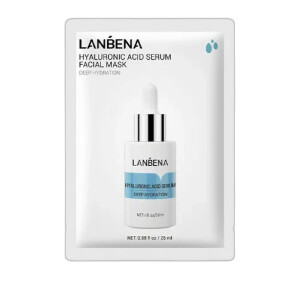 LANBENA
HYALURONIC ACID SERUM
FACIAL MASK
DEEP HYDRATION
LANBENA
HYALURONIC ACID SERUM
DEEP HYDRATION
NET. 0.88 fl oz / 25 ml